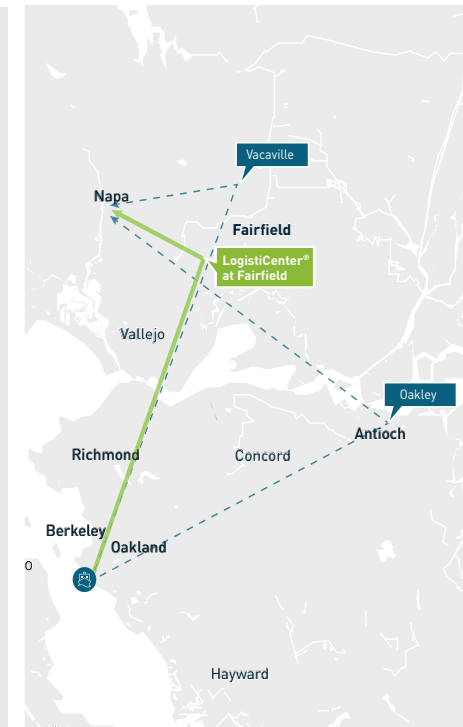 Vacaville
Napa
Fairfield
LogistiCenter®
at Fairfield
Vallejo
Oakley
Antioch
Richmond
Concord
Berkeley
Oakland
O
Hayward